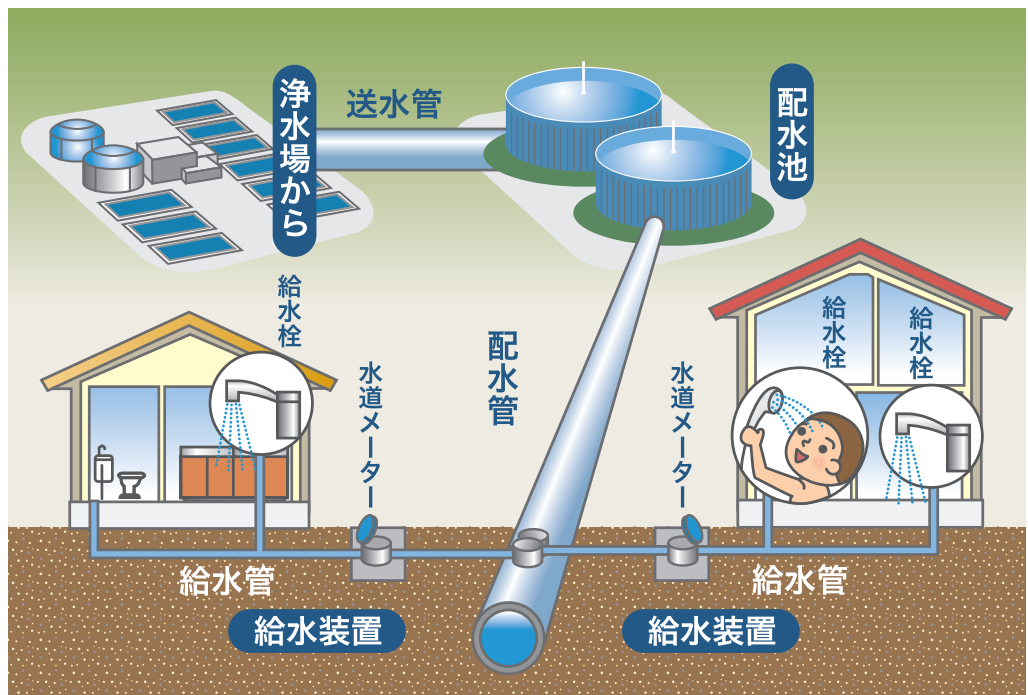 浄水場から
送水管
配水池
給水栓
水道メーター
配水管
水道メーター
給水栓
給水栓
給水管
給水管
給水装置
給水装置